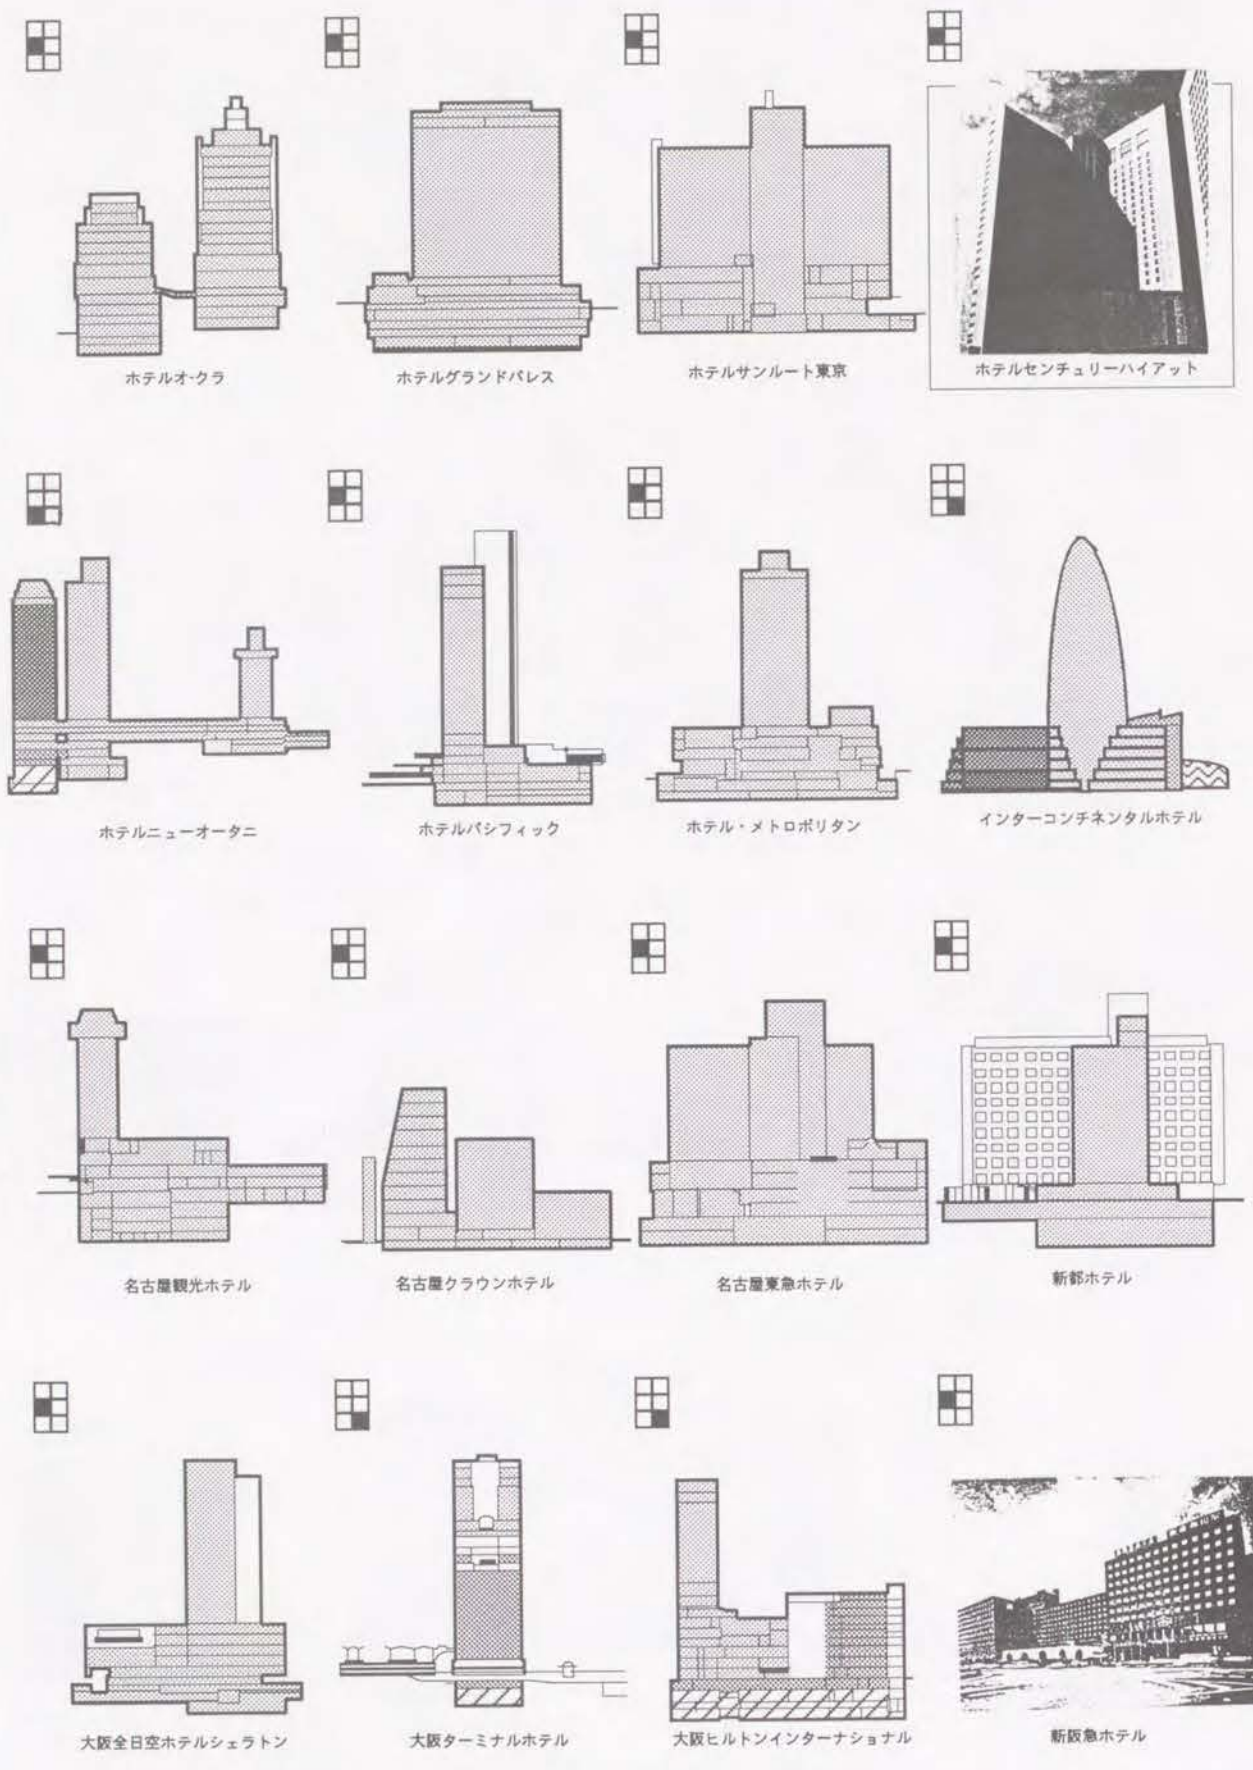 ホテルオ-クラ
ホテルグランドパレス
ホテルサンルート東京
ホテルセンチュリーハイアット
ホテルニューオータニ
ホテルパシフィック
ホテル・メトロポリタン
インターコンチネンタルホテル
名古屋観光ホテル
名古屋クラウンホテル
名古屋東急ホテル
新都ホテル
大阪全日空ホテルシェラトン
大阪ターミナルホテル
大阪ヒルトンインターナショナル
新阪急ホテル